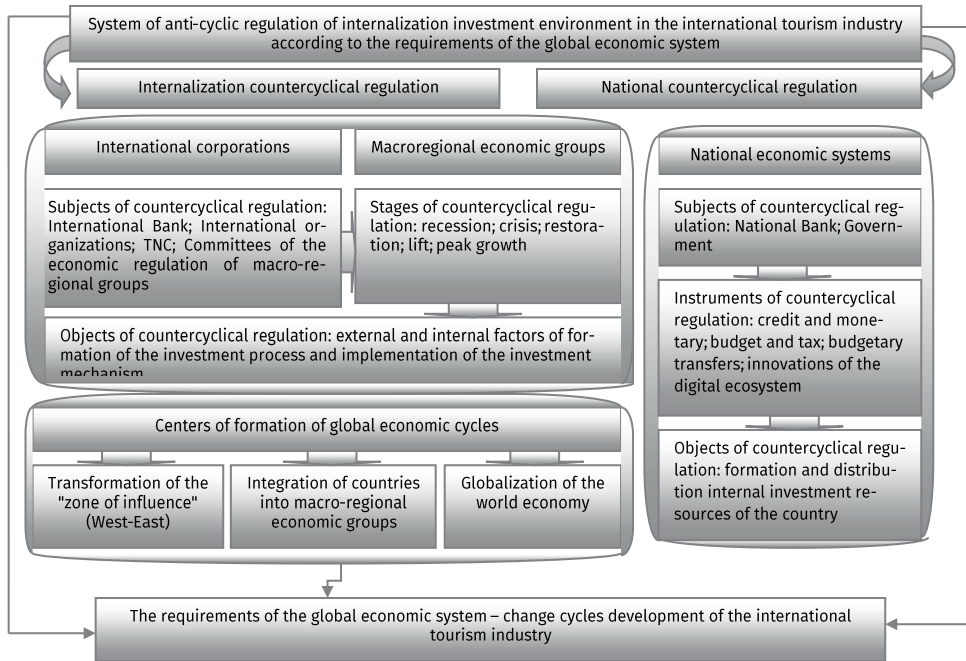 System of anti-cyclic regulation of internalization investment environment in the international tourism industry
according to the requirements of the global economic system
Internalization countercyclical regulation
National countercyclical regulation
International corporations
Macroregional economic groups
Subjects of countercyclical regulation:
International Bank; International or-
ganizations; TNC; Committees of the
economic regulation of macro-re-
gional groups
Stages of countercyclical regu-
lation: recession; crisis; restora-
tion; lift; peak growth
Objects of countercyclical regulation: external and internal factors of for-
mation of the investment process and implementation of the investment
mechanism
Centers of formation of global economic cycles
Transformation of the
"zone of influence"
(West-East)
Integration of countries
into macro-regional
economic groups
Globalization of the
world economy
National economic systems
Subjects of countercyclical reg-
ulation: National Bank; Govern-
ment
Instruments of countercyclical
regulation: credit and mone-
tary; budget and tax; budgetary
transfers; innovations of the
digital ecosystem
Objects of countercyclical regu-
lation: formation and distribu-
tion internal investment re-
sources of the country
The requirements of the global economic system – change cycles development of the international
tourism industry